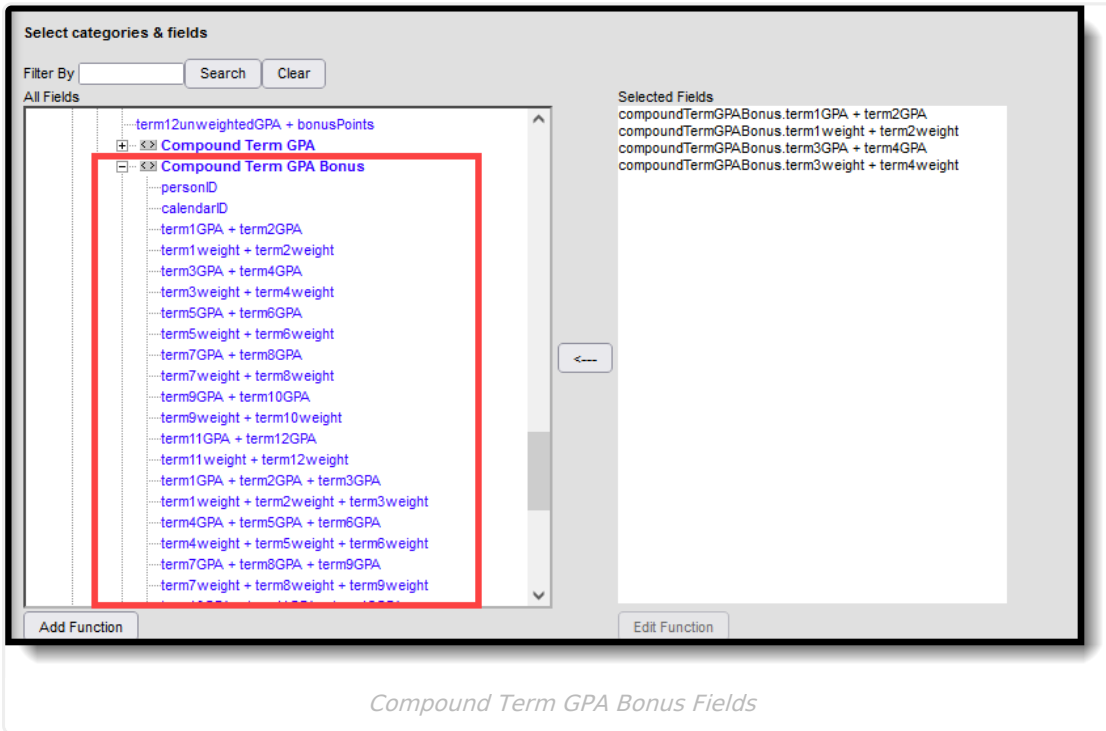 Select categories & fields
Filter By
Search
Clear
All Fields
term12unweightedGPA + bonusPoints
Compound Term GPA
Compound Term GPA Bonus
personID
calendarID
term1GPA + term2GPA
term1weight + term2weight
term3GPA + term4GPA
term3weight + term4weight
term5GPA + term6GPA
term5weight + term6weight
term7GPA + term8GPA
term7weight + term8weight
term9GPA + term10GPA
term9weight + term10weight
term11GPA + term12GPA
term11weight + term12weight
term1GPA + term2GPA + term3GPA
term1weight + term2weight + term3weight
term4GPA + term5GPA + term6GPA
term4weight + term5weight + term6weight
term7GPA + term8GPA + term9GPA
term7weight + term8weight + term9weight
Add Function
<---
Selected Fields
compoundTermGPABonus.term1GPA + term2GPA
compoundTermGPABonus.term1weight + term2weight
compoundTermGPABonus.term3GPA + term4GPA
compoundTermGPABonus.term3weight + term4weight
Edit Function
Compound Term GPA Bonus Fields